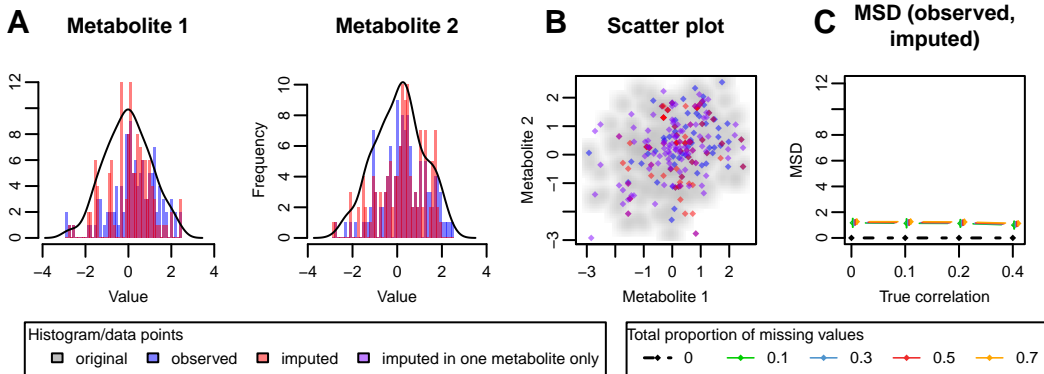 A
Metabolite 1
Metabolite 2
B
Scatter plot
C
MSD (observed,
imputed)
12
8
6
4
2
0
−4
−2
0
2
4
Value
Frequency
10
8
6
4
2
0
−4
−2
0
2
4
Value
Metabolite 2
2
1
0
−1
−3
−3
−1
0
1
2
Metabolite 1
MSD
12
8
6
4
2
0
0
0.1
0.2
0.4
True correlation
Histogram/data points
original observed imputed imputed in one metabolite only
Total proportion of missing values
0 0.1 0.3 0.5 0.7